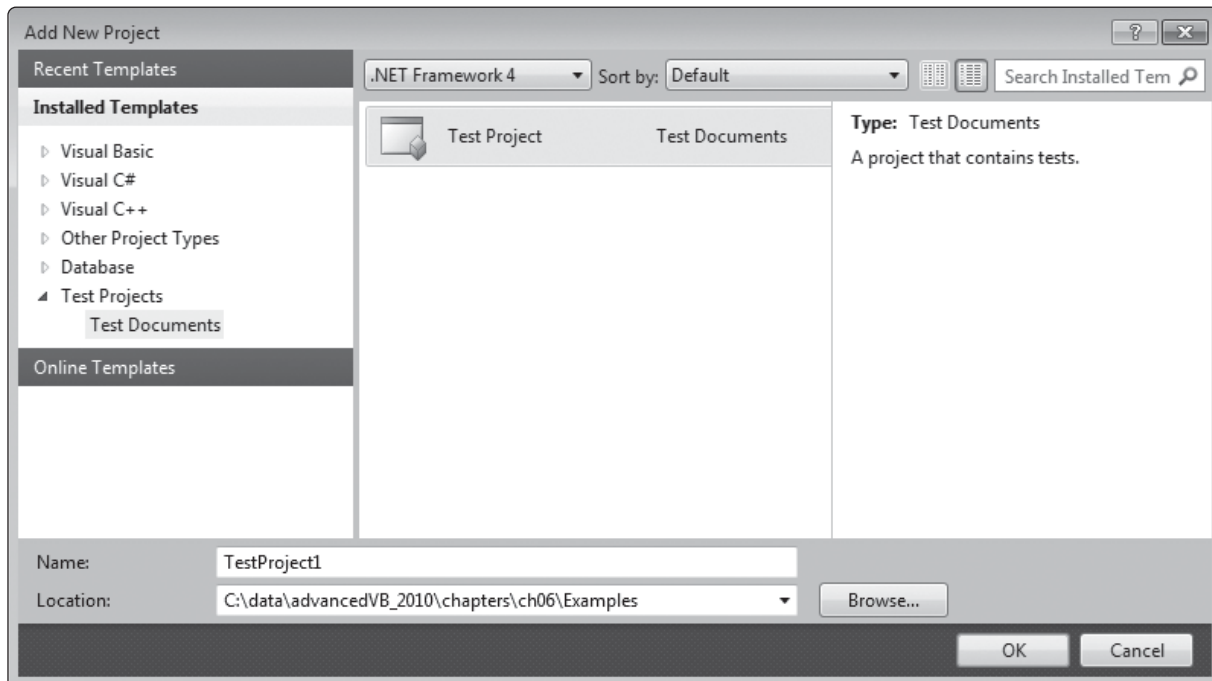 Add New Project
Recent Templates
.NET Framework 4
Sort by: Default
Search Installed Tem
Installed Templates
Visual Basic
Visual C#
Visual C++
Other Project Types
Database
Test Projects
Test Documents
Online Templates
Test Project
Test Documents
Type: Test Documents
A project that contains tests.
Name: TestProject1
Location: C:\data\advancedVB_2010\chapters\ch06\Examples
Browse...
OK
Cancel